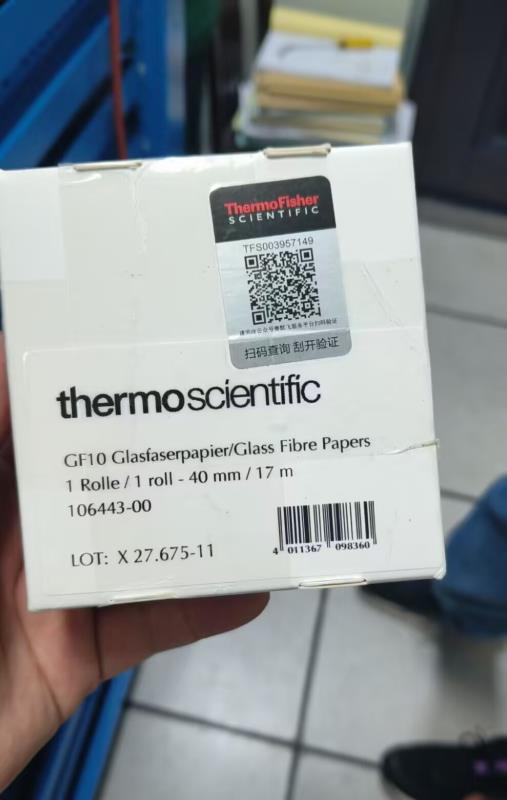 ThermoFisher
SCIENTIFIC
TFS003957149
扫码查询 刮开验证
thermoscientific
GF10 Glasfaserpapier/Glass Fibre Papers
1 Rolle / 1 roll - 40 mm / 17 m
106443-00
LOT: X 27.675-11
4 011367 098360